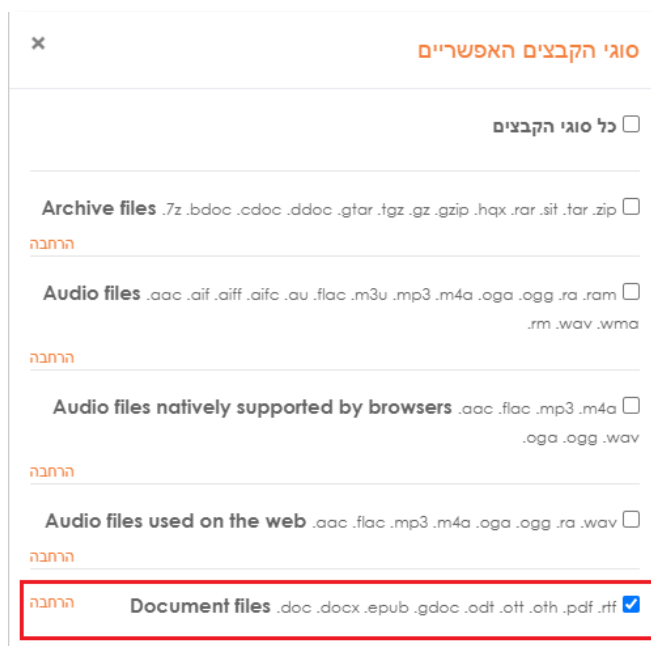 סוגי הקבצים האפשריים
×
כל סוגי הקבצים
Archive files .7z .bdoc .cdoc .ddoc .gtar .tgz .gz .gzip .hqx .rar .sit .tar .zip
הרחבה
Audio files .aac .aif .aiff .aifc .au .flac .m3u .mp3 .m4a .oga .ogg .ra .ram
.rm .wav .wma
הרחבה
Audio files natively supported by browsers .aac .flac .mp3 .m4a
.oga .ogg .wav
הרחבה
Audio files used on the web .aac .flac .mp3 .m4a .oga .ogg .ra .wav
הרחבה
Document files .doc .docx .epub .gdoc .odt .ott .oth .pdf .rtf
הרחבה